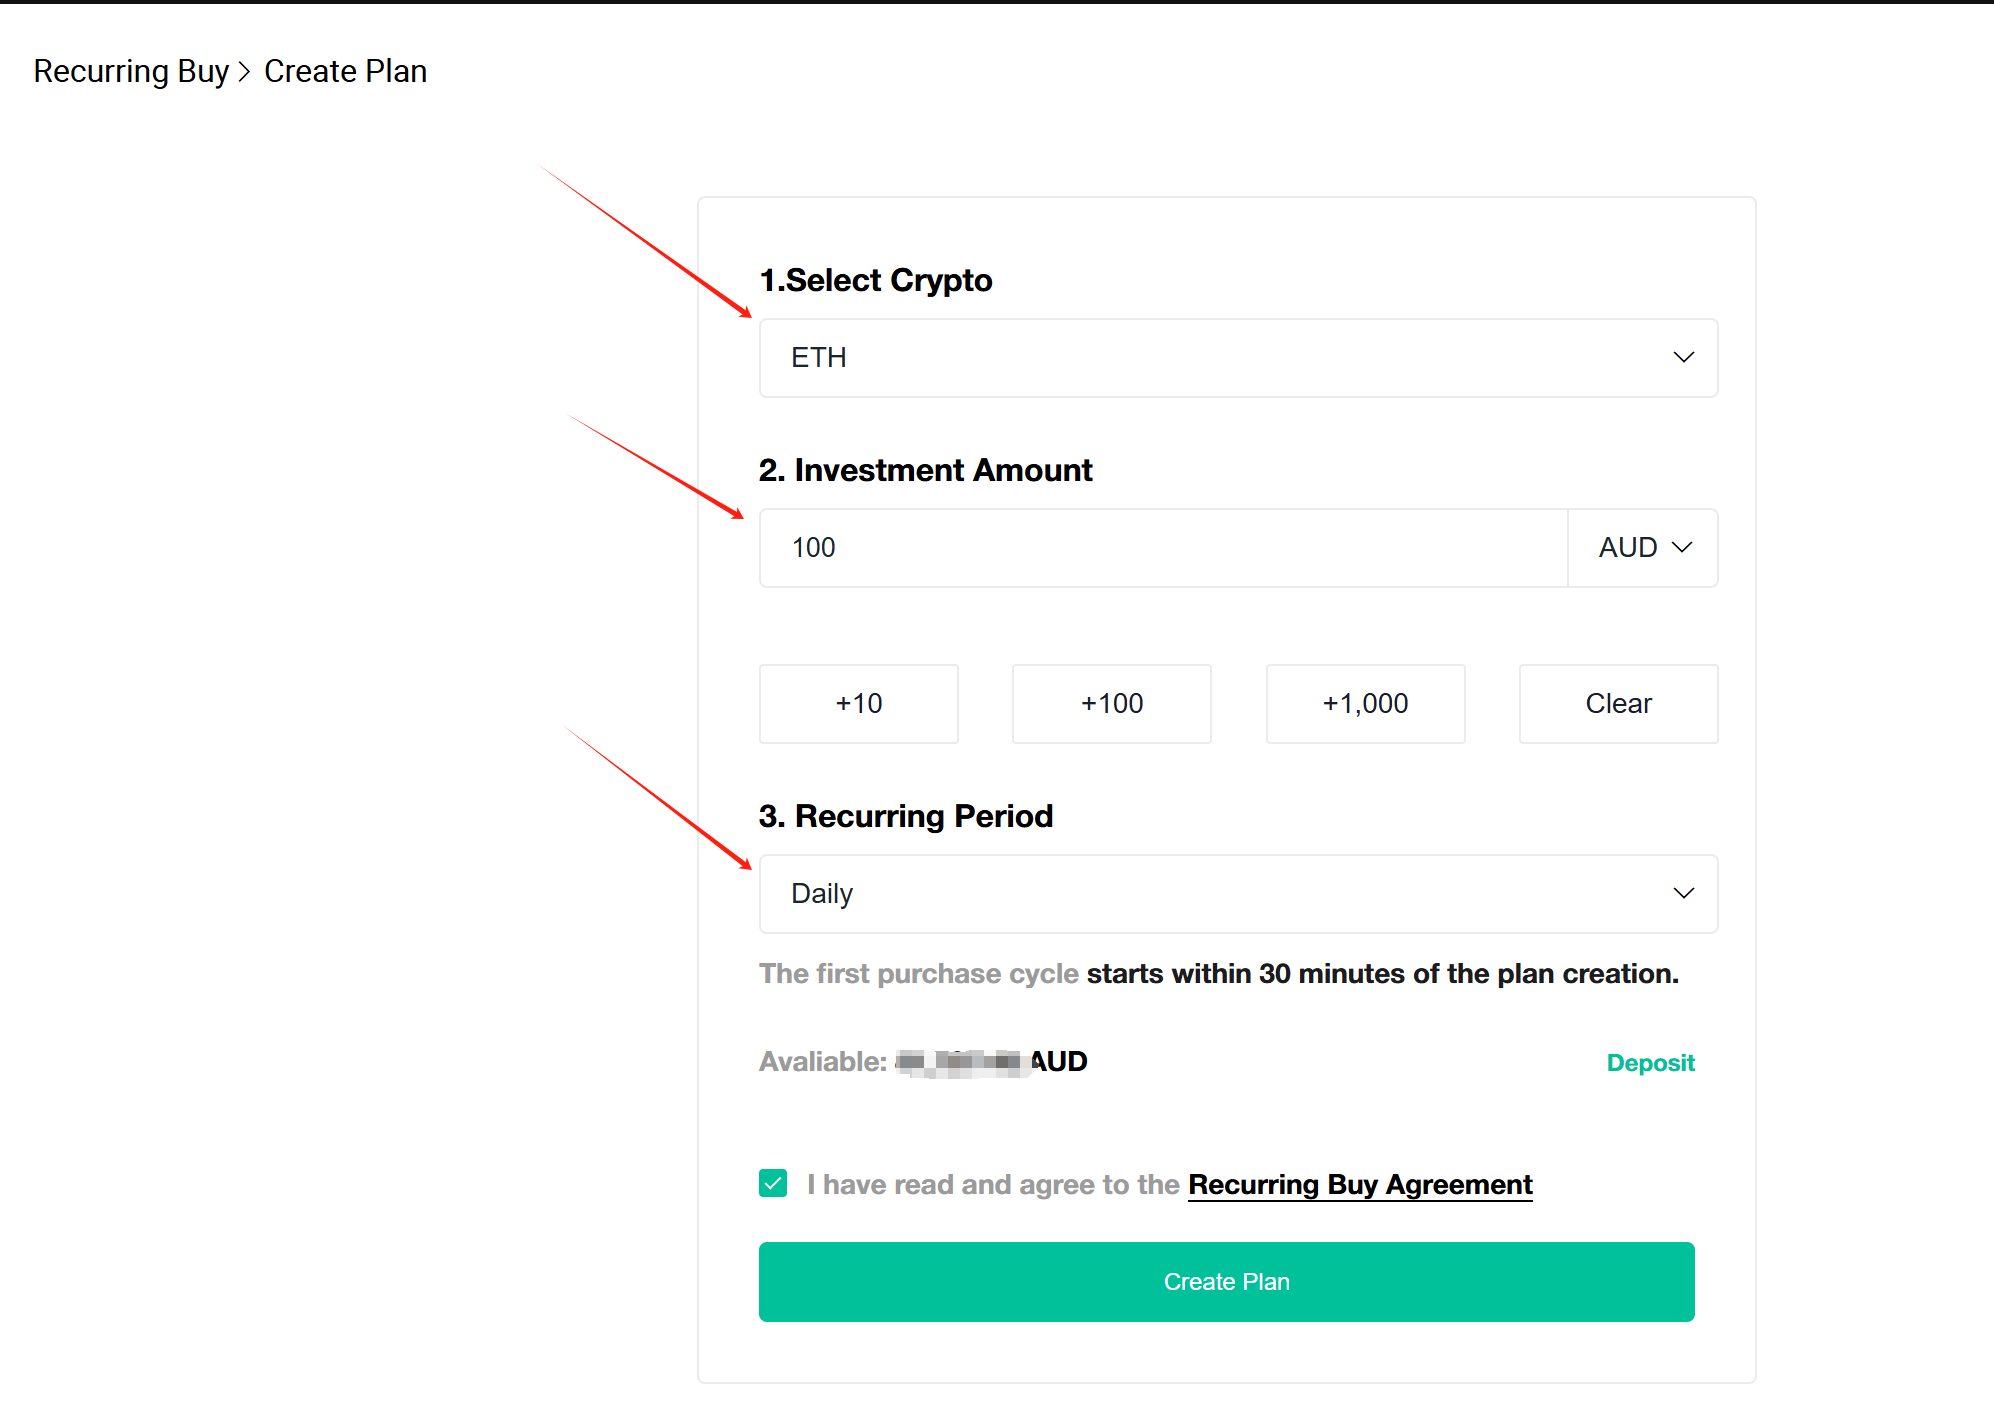 Recurring Buy > Create Plan
1.Select Crypto
ETH
2. Investment Amount
100 AUD
+10 +100 +1,000 Clear
3. Recurring Period
Daily
The first purchase cycle starts within 30 minutes of the plan creation.
Avaliable: AUD Deposit
I have read and agree to the Recurring Buy Agreement
Create Plan